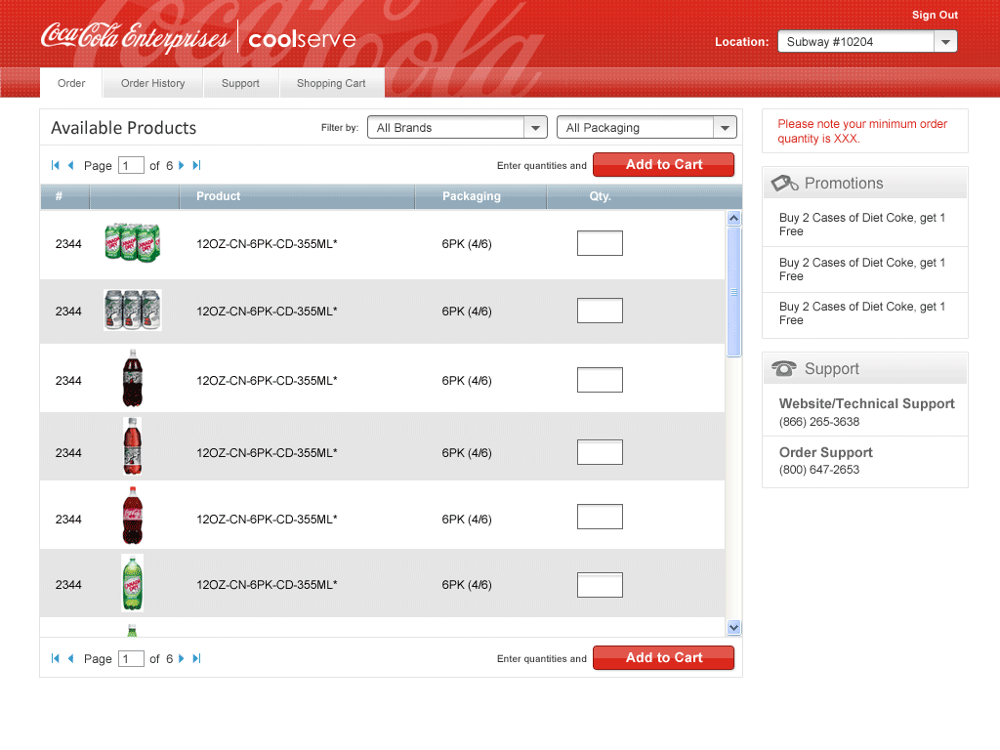 Sign Out
Coca-Cola Enterprises coolserve
Location: Subway #10204
Order Order History Support Shopping Cart
Available Products Filter by: All Brands All Packaging
Page 1 of 6 Enter quantities and Add to Cart
# Product Packaging Qty.
2344 12OZ-CN-6PK-CD-355ML* 6PK (4/6)
2344 12OZ-CN-6PK-CD-355ML* 6PK (4/6)
2344 12OZ-CN-6PK-CD-355ML* 6PK (4/6)
2344 12OZ-CN-6PK-CD-355ML* 6PK (4/6)
2344 12OZ-CN-6PK-CD-355ML* 6PK (4/6)
2344 12OZ-CN-6PK-CD-355ML* 6PK (4/6)
Page 1 of 6 Enter quantities and Add to Cart
Please note your minimum order
quantity is XXX.
Promotions
Buy 2 Cases of Diet Coke, get 1
Free
Buy 2 Cases of Diet Coke, get 1
Free
Buy 2 Cases of Diet Coke, get 1
Free
Support
Website/Technical Support
(866) 265-3638
Order Support
(800) 647-2653